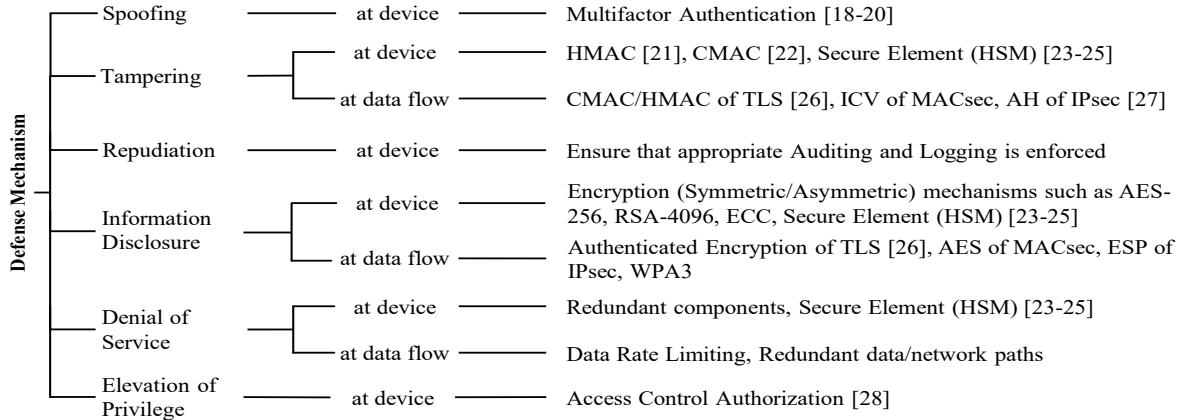 Defense Mechanism
Spoofing at device Multifactor Authentication [18-20]
Tampering
at device HMAC [21], CMAC [22], Secure Element (HSM) [23-25]
at data flow CMAC/HMAC of TLS [26], ICV of MACsec, AH of IPsec [27]
Repudiation at device Ensure that appropriate Auditing and Logging is enforced
Information
Disclosure
at device Encryption (Symmetric/Asymmetric) mechanisms such as AES-
256, RSA-4096, ECC, Secure Element (HSM) [23-25]
at data flow Authenticated Encryption of TLS [26], AES of MACsec, ESP of
IPsec, WPA3
Denial of
Service
at device Redundant components, Secure Element (HSM) [23-25]
at data flow Data Rate Limiting, Redundant data/network paths
Elevation of
Privilege
at device Access Control Authorization [28]